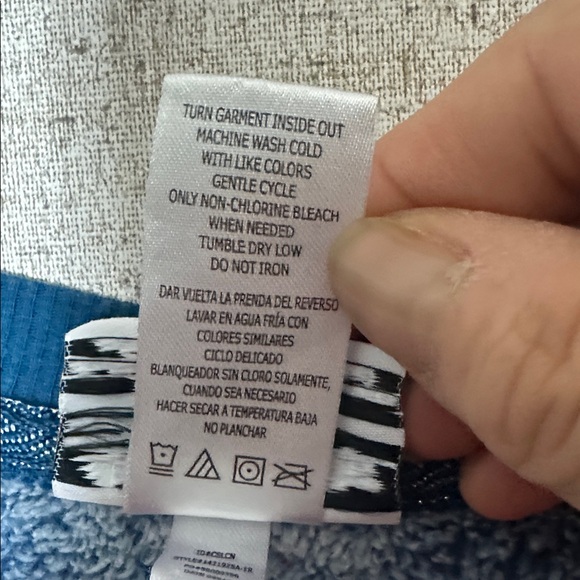 TURN GARMENT INSIDE OUT
MACHINE WASH COLD
WITH LIKE COLORS
GENTLE CYCLE
ONLY NON-CHLORINE BLEACH
WHEN NEEDED
TUMBLE DRY LOW
DO NOT IRON
DAR VUELTA LA PRENDA DEL REVERSO
LAVAR EN AGUA FRÍA CON
COLORES SIMILARES
CICLO DELICADO
BLANQUEADOR SIN CLORO SOLAMENTE,
CUANDO SEA NECESARIO
HACER SECAR A TEMPERATURA BAJA
NO PLANCHAR